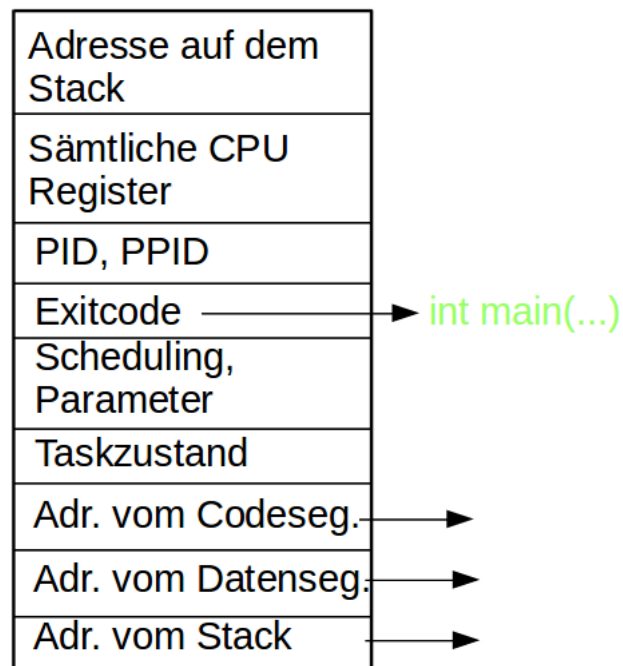 Adresse auf dem
Stack
Sämtliche CPU
Register
PID, PPID
Exitcode
int main(...)
Scheduling,
Parameter
Taskzustand
Adr. vom Codeseg.
Adr. vom Datenseg.
Adr. vom Stack